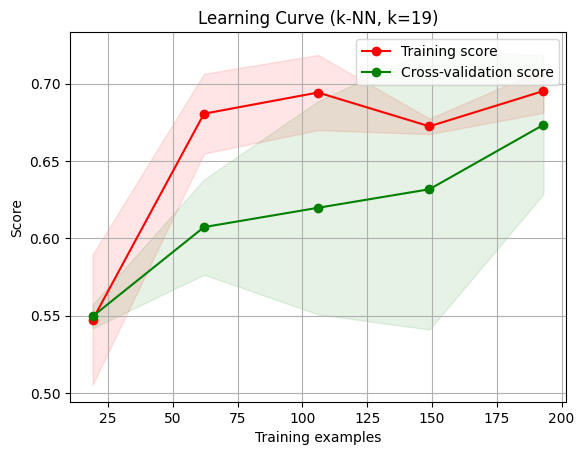 Learning Curve (k-NN, k=19)
Training score
Cross-validation score
Score
0.70
0.65
0.60
0.55
0.50
25 50 75 100 125 150 175 200
Training examples